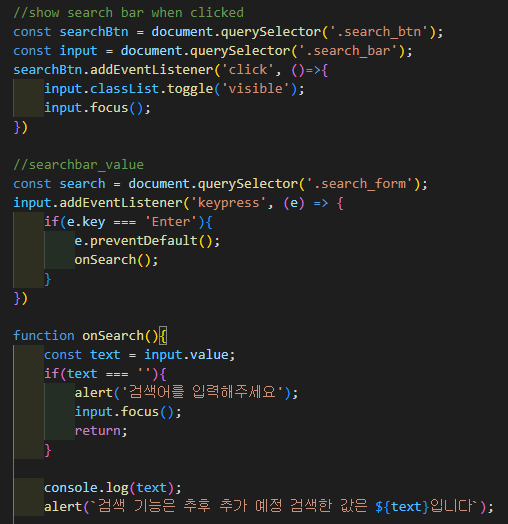 //show search bar when clicked
const searchBtn = document.querySelector('.search_btn');
const input = document.querySelector('.search_bar');
searchBtn.addEventListener('click', ()=>{
    input.classList.toggle('visible');
    input.focus();
})

//searchbar_value
const search = document.querySelector('.search_form');
input.addEventListener('keypress', (e) => {
    if(e.key === 'Enter'){
        e.preventDefault();
        onSearch();
    }
})

function onSearch(){
    const text = input.value;
    if(text === ''){
        alert('검색어를 입력해주세요');
        input.focus();
        return;
    }

    console.log(text);
    alert(`검색 기능은 추후 추가 예정 검색한 값은 ${text}입니다`);